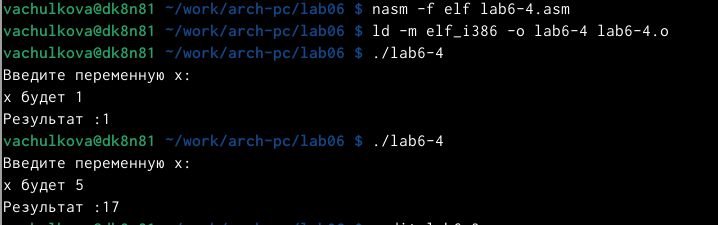 vachulkova@dk8n81 ~/work/arch-pc/lab06 $ nasm -f elf lab6-4.asm
vachulkova@dk8n81 ~/work/arch-pc/lab06 $ ld -m elf_i386 -o lab6-4 lab6-4.o
vachulkova@dk8n81 ~/work/arch-pc/lab06 $ ./lab6-4
Введите переменную x:
x будет 1
Результат :1
vachulkova@dk8n81 ~/work/arch-pc/lab06 $ ./lab6-4
Введите переменную x:
x будет 5
Результат :17